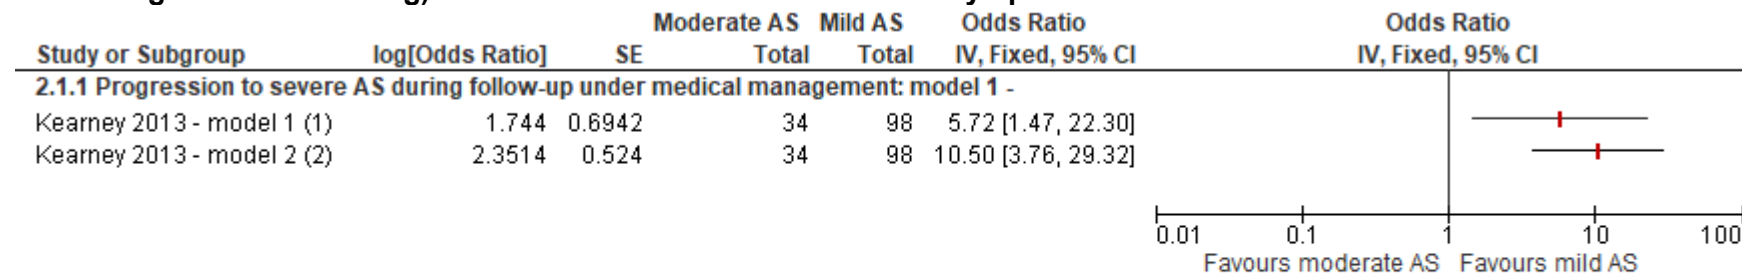 Moderate AS Mild AS Odds Ratio Odds Ratio
Study or Subgroup log[Odds Ratio] SE Total Total IV, Fixed, 95% CI IV, Fixed, 95% CI
2.1.1 Progression to severe AS during follow-up under medical management: model 1 -
Kearney 2013 - model 1 (1) 1.744 0.6942 34 98 5.72 [1.47, 22.30]
Kearney 2013 - model 2 (2) 2.3514 0.524 34 98 10.50 [3.76, 29.32]
0.01 0.1 1 10 100
Favours moderate AS Favours mild AS